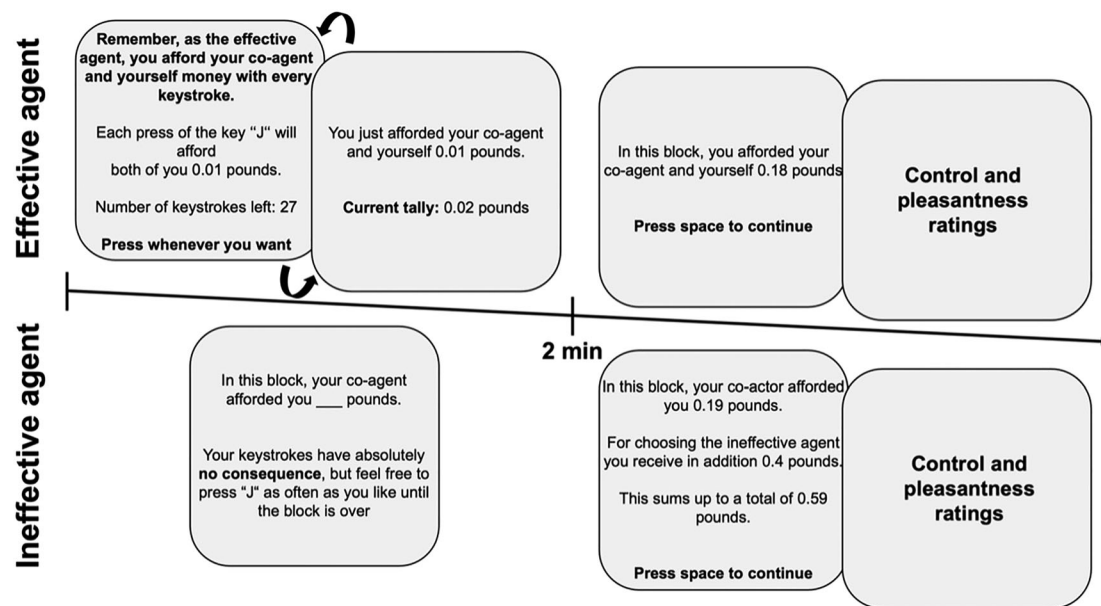 Effective agent
Remember, as the effective
agent, you afford your co-agent
and yourself money with every
keystroke.
Each press of the key "J" will
afford
both of you 0.01 pounds.
Number of keystrokes left: 27
Press whenever you want
You just afforded your co-agent
and yourself 0.01 pounds.
Current tally: 0.02 pounds
In this block, you afforded your
co-agent and yourself 0.18 pounds
Press space to continue
Control and
pleasantness
ratings
2 min
Ineffective agent
In this block, your co-agent
afforded you ___ pounds.
Your keystrokes have absolutely
no consequence, but feel free to
press "J" as often as you like until
the block is over
In this block, your co-actor afforded
you 0.19 pounds.
For choosing the ineffective agent
you receive in addition 0.4 pounds.
This sums up to a total of 0.59
pounds.
Press space to continue
Control and
pleasantness
ratings